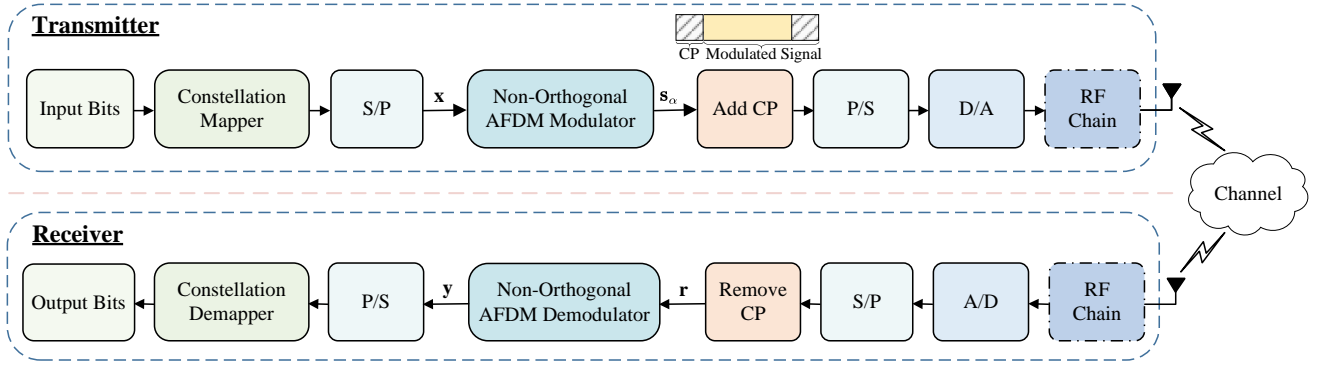 Transmitter
CP Modulated Signal
Input Bits
Constellation
Mapper
S/P
x
Non-Orthogonal
AFDM Modulator
s_α
Add CP
P/S
D/A
RF
Chain
Channel
Receiver
Output Bits
Constellation
Demapper
P/S
y
Non-Orthogonal
AFDM Demodulator
r
Remove
CP
S/P
A/D
RF
Chain